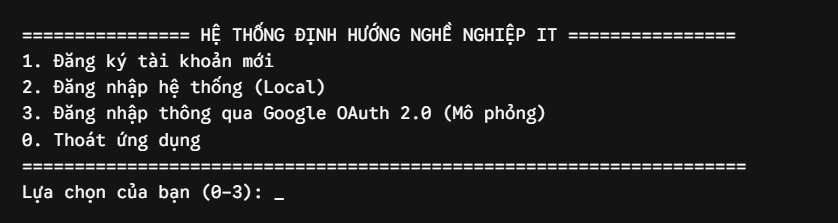 ================ HỆ THỐNG ĐỊNH HƯỚNG NGHỀ NGHIỆP IT ================
1. Đăng ký tài khoản mới
2. Đăng nhập hệ thống (Local)
3. Đăng nhập thông qua Google OAuth 2.0 (Mô phỏng)
0. Thoát ứng dụng
=====================================================================
Lựa chọn của bạn (0-3): _